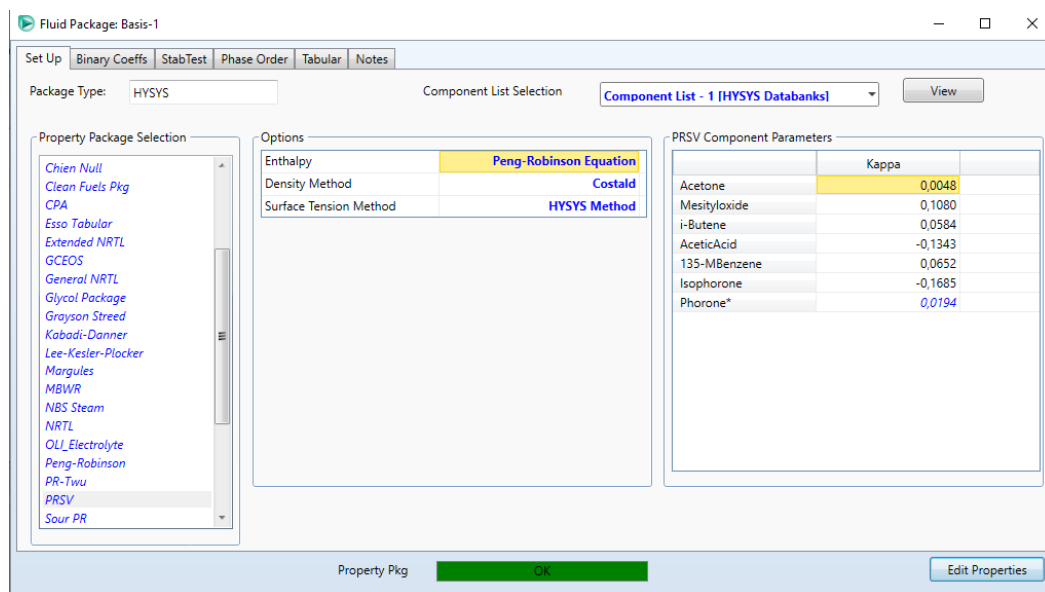 Fluid Package: Basis-1
Set Up Binary Coeffs StabTest Phase Order Tabular Notes
Package Type: HYSYS Component List Selection Component List - 1 [HYSYS Databanks] View
Property Package Selection
Chien Null
Clean Fuels Pkg
CPA
Esso Tabular
Extended NRTL
GCEOS
General NRTL
Glycol Package
Grayson Streed
Kabadi-Danner
Lee-Kesler-Plocker
Margules
MBWR
NBS Steam
NRTL
OLI_Electrolyte
Peng-Robinson
PR-Twu
PRSV
Sour PR
Options
Enthalpy Peng-Robinson Equation
Density Method Costald
Surface Tension Method HYSYS Method
PRSV Component Parameters
Kappa
Acetone 0,0048
Mesityloxide 0,1080
i-Butene 0,0584
AceticAcid -0,1343
135-MBenzene 0,0652
Isophorone -0,1685
Phorone* 0,0194
Property Pkg OK Edit Properties